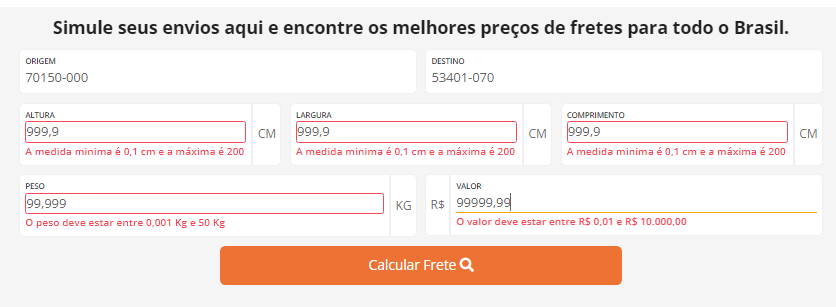 Simule seus envios aqui e encontre os melhores preços de fretes para todo o Brasil.
ORIGEM
70150-000
DESTINO
53401-070
ALTURA
999,9
CM
A medida minima é 0,1 cm e a máxima é 200
LARGURA
999,9
CM
A medida minima é 0,1 cm e a máxima é 200
COMPRIMENTO
999,9
CM
A medida minima é 0,1 cm e a máxima é 200
PESO
99,999
KG
O peso deve estar entre 0,001 Kg e 50 Kg
R$
VALOR
99999,99
O valor deve estar entre R$ 0,01 e R$ 10.000,00
Calcular Frete